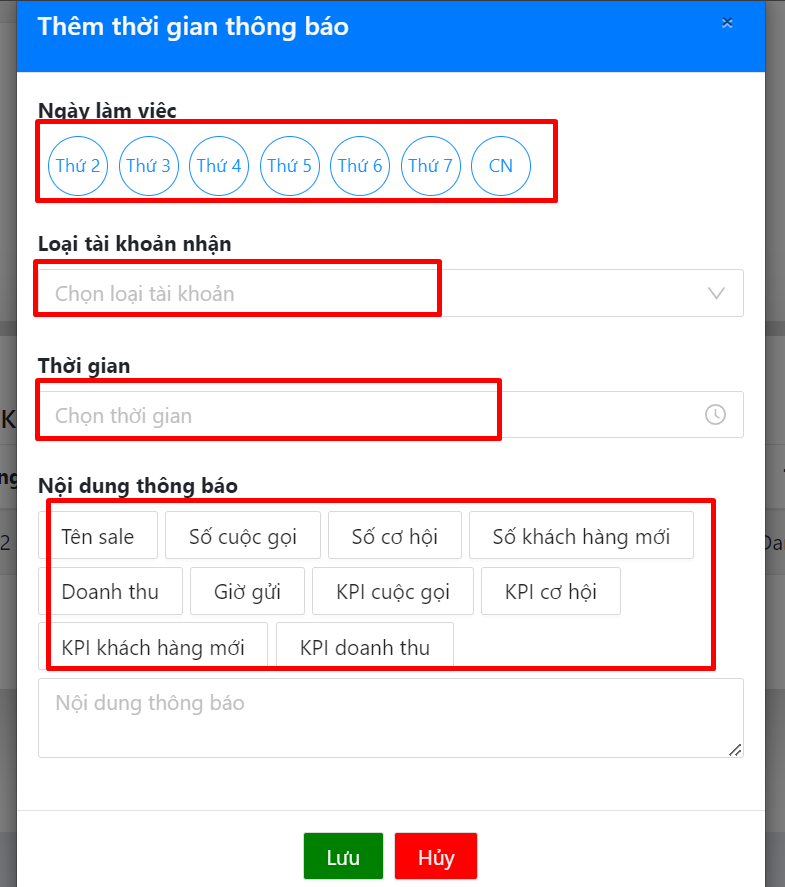 Thêm thời gian thông báo
Ngày làm việc
Thứ 2 Thứ 3 Thứ 4 Thứ 5 Thứ 6 Thứ 7 CN
Loại tài khoản nhận
Chọn loại tài khoản
Thời gian
Chọn thời gian
K
Nội dung thông báo
ng
Tên sale Số cuộc gọi Số cơ hội Số khách hàng mới
2
Doanh thu Giờ gửi KPI cuộc gọi KPI cơ hội
KPI khách hàng mới KPI doanh thu
Nội dung thông báo
Lưu Hủy